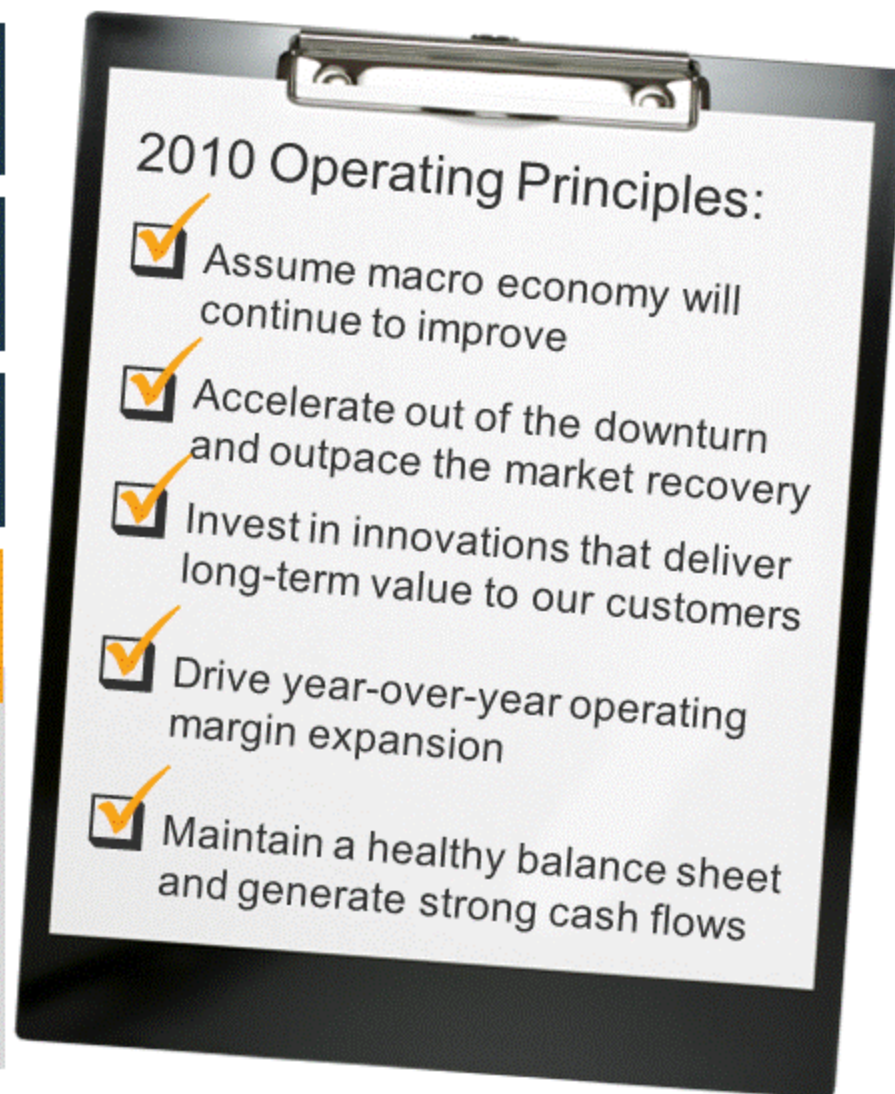 2010 Operating Principles:
Assume macro economy will
continue to improve
Accelerate out of the downturn
and outpace the market recovery
Invest in innovations that deliver
long-term value to our customers
Drive year-over-year operating
margin expansion
Maintain a healthy balance sheet
and generate strong cash flows